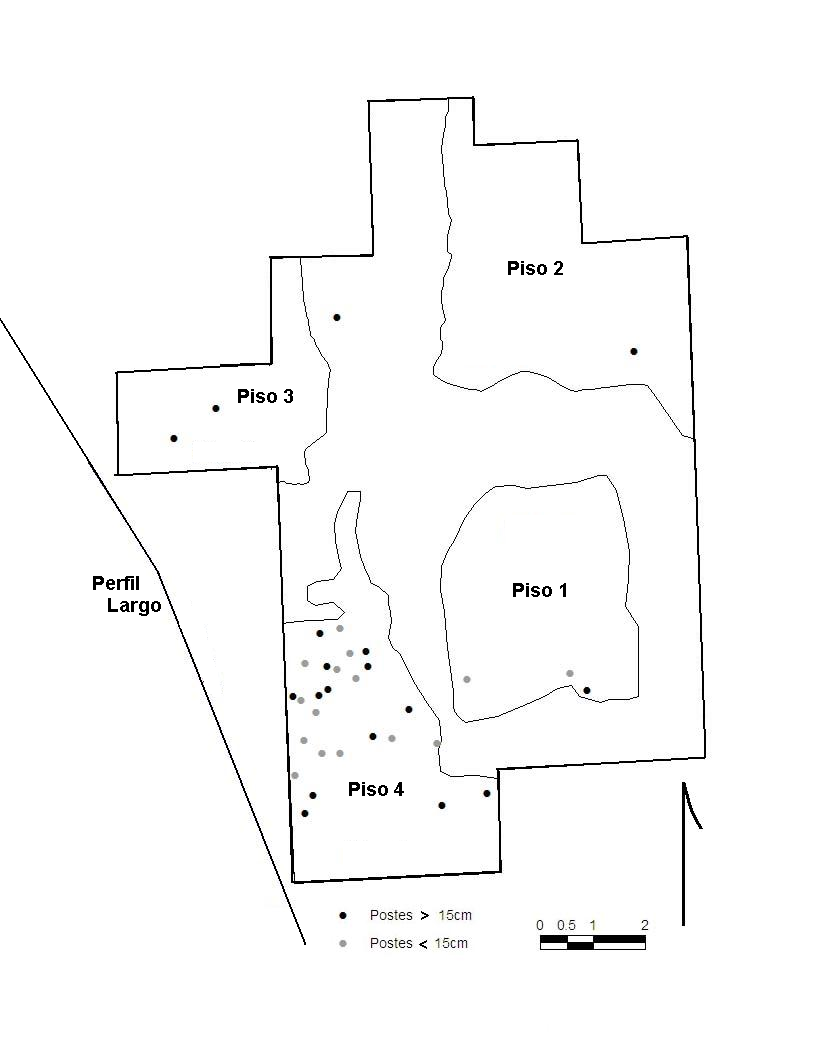 Piso 2
Piso 3
Perfil
Largo
Piso 1
Piso 4
Postes > 15cm
Postes < 15cm
0 0.5 1 2